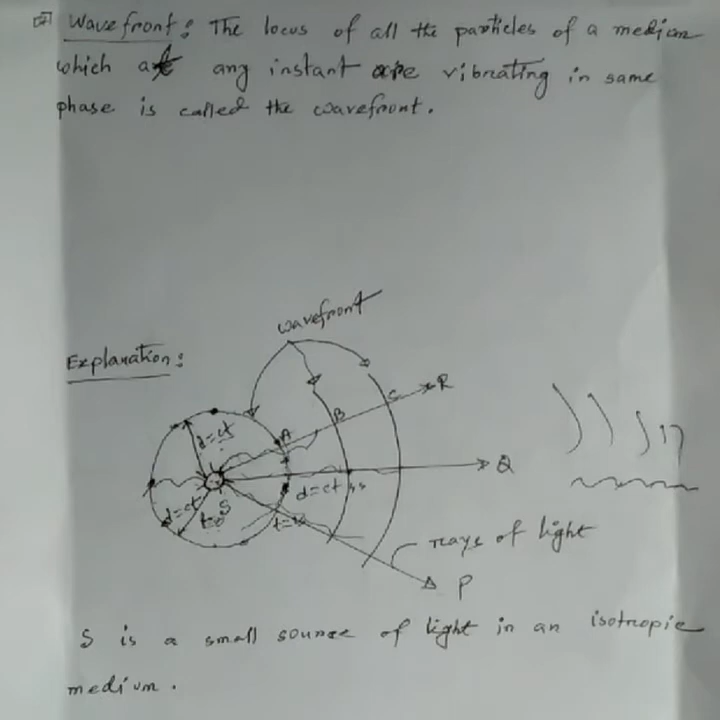 Wavefront: The locus of all the particles of a medium
which at any instant are vibrating in same
phase is called the wavefront.
wavefront
Explanation:
R
C
B
A
d=ct
Q
d=ct
d=ct
S
t=0
rays of light
P
S is a small source of light in an isotropic
medium.